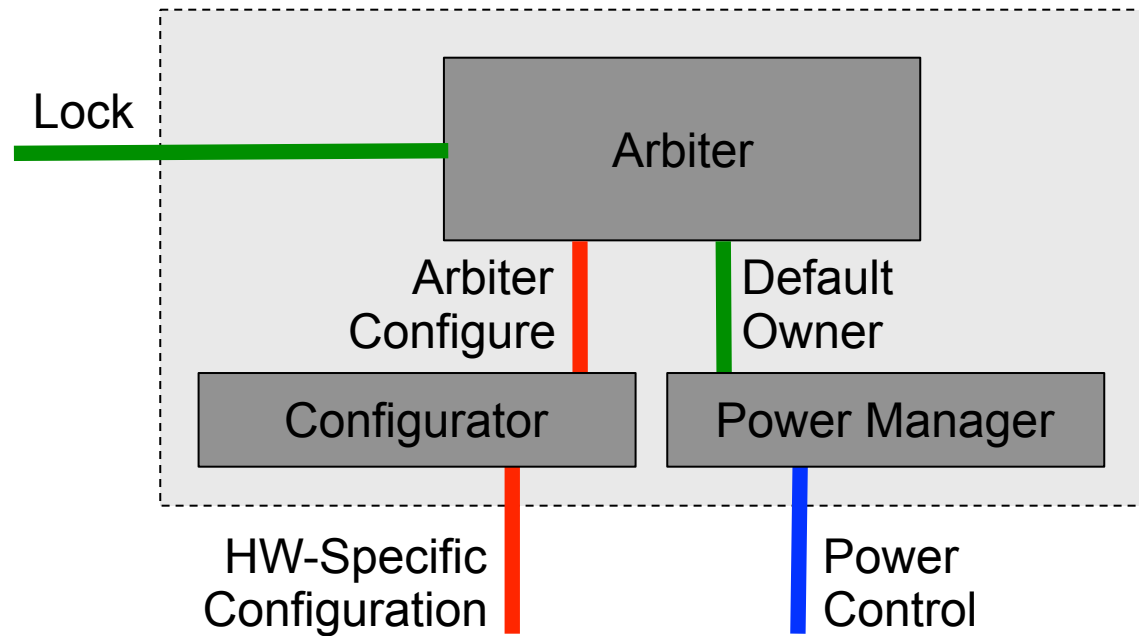 Lock
Arbiter
Arbiter
Configure
Default
Owner
Configurator
Power Manager
HW-Specific
Configuration
Power
Control